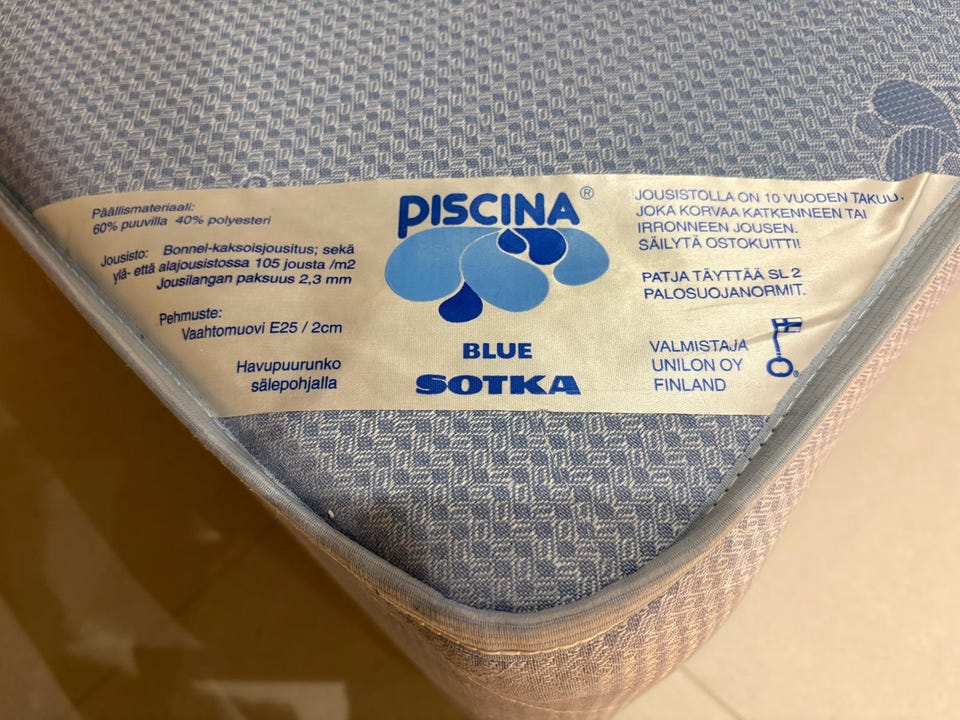 Päällismateriaali:
60% puuvilla 40% polyesteri
Jousisto: Bonnel-kaksoisjousitus; sekä
ylä- että alajousistossa 105 jousta /m2
Jousilangan paksuus 2,3 mm
Pehmuste:
Vaahtomuovi E25 / 2cm
Havupuurunko
sälepohjalla
PISCINA®
BLUE
SOTKA
JOUSISTOLLA ON 10 VUODEN TAKUU,
JOKA KORVAA KATKENNEEN TAI
IRRONNEEN JOUSEN.
SÄILYTÄ OSTOKUITTI!
PATJA TÄYTTÄÄ SL 2
PALOSUOJANORMIT.
VALMISTAJA
UNILON OY
FINLAND